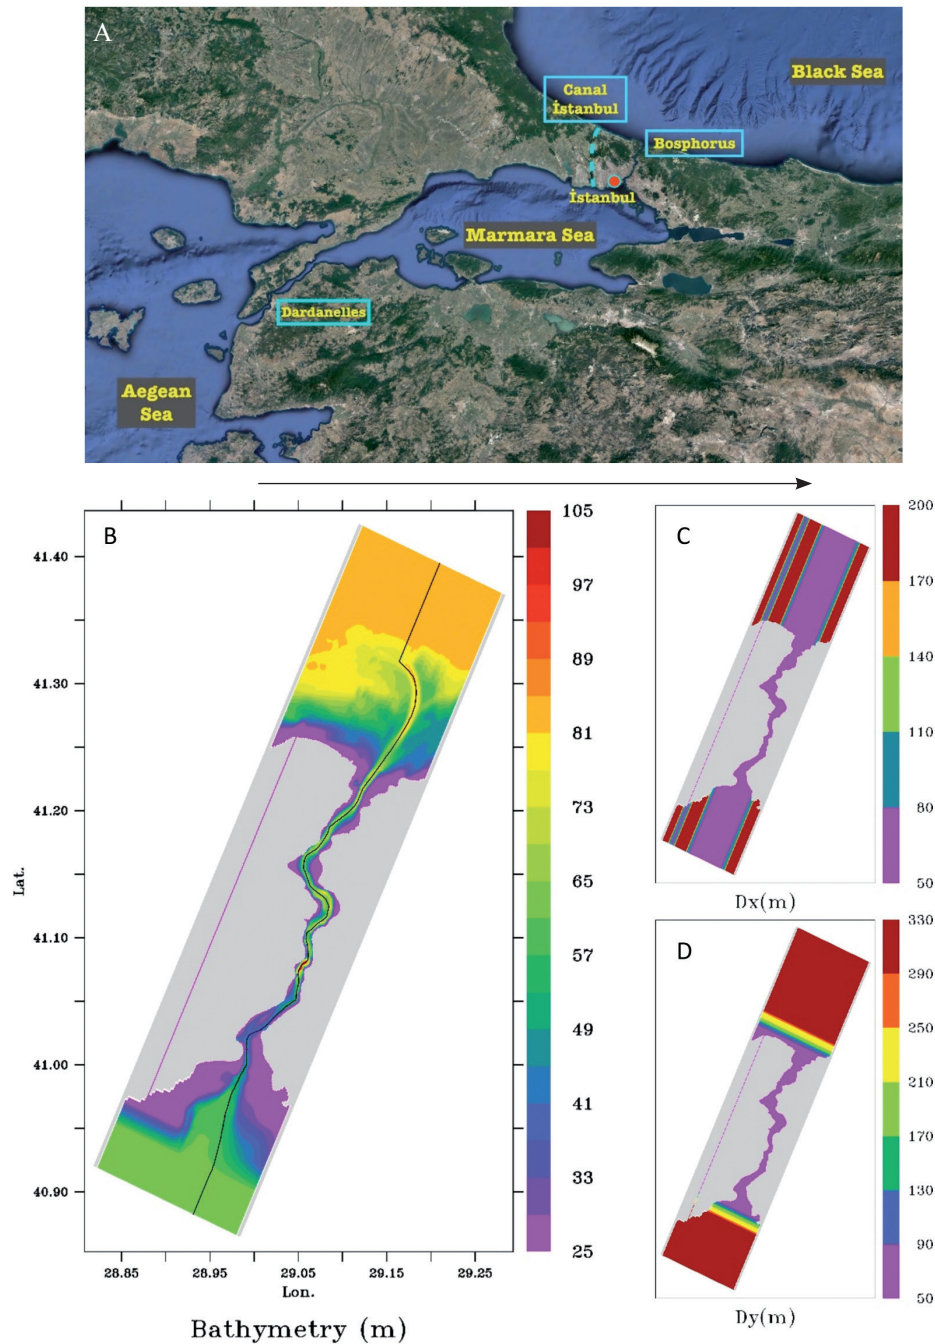 A
Black Sea
Canal
İstanbul
Bosphorus
İstanbul
Marmara Sea
Dardanelles
Aegean
Sea
B
41.40
41.30
41.20
41.10
41.00
40.90
Lat.
28.85
28.95
29.05
29.15
29.25
Lon.
Bathymetry (m)
105
97
89
81
73
65
57
49
41
33
25
C
200
170
140
110
80
50
Dx(m)
D
330
290
250
210
170
130
90
50
Dy(m)